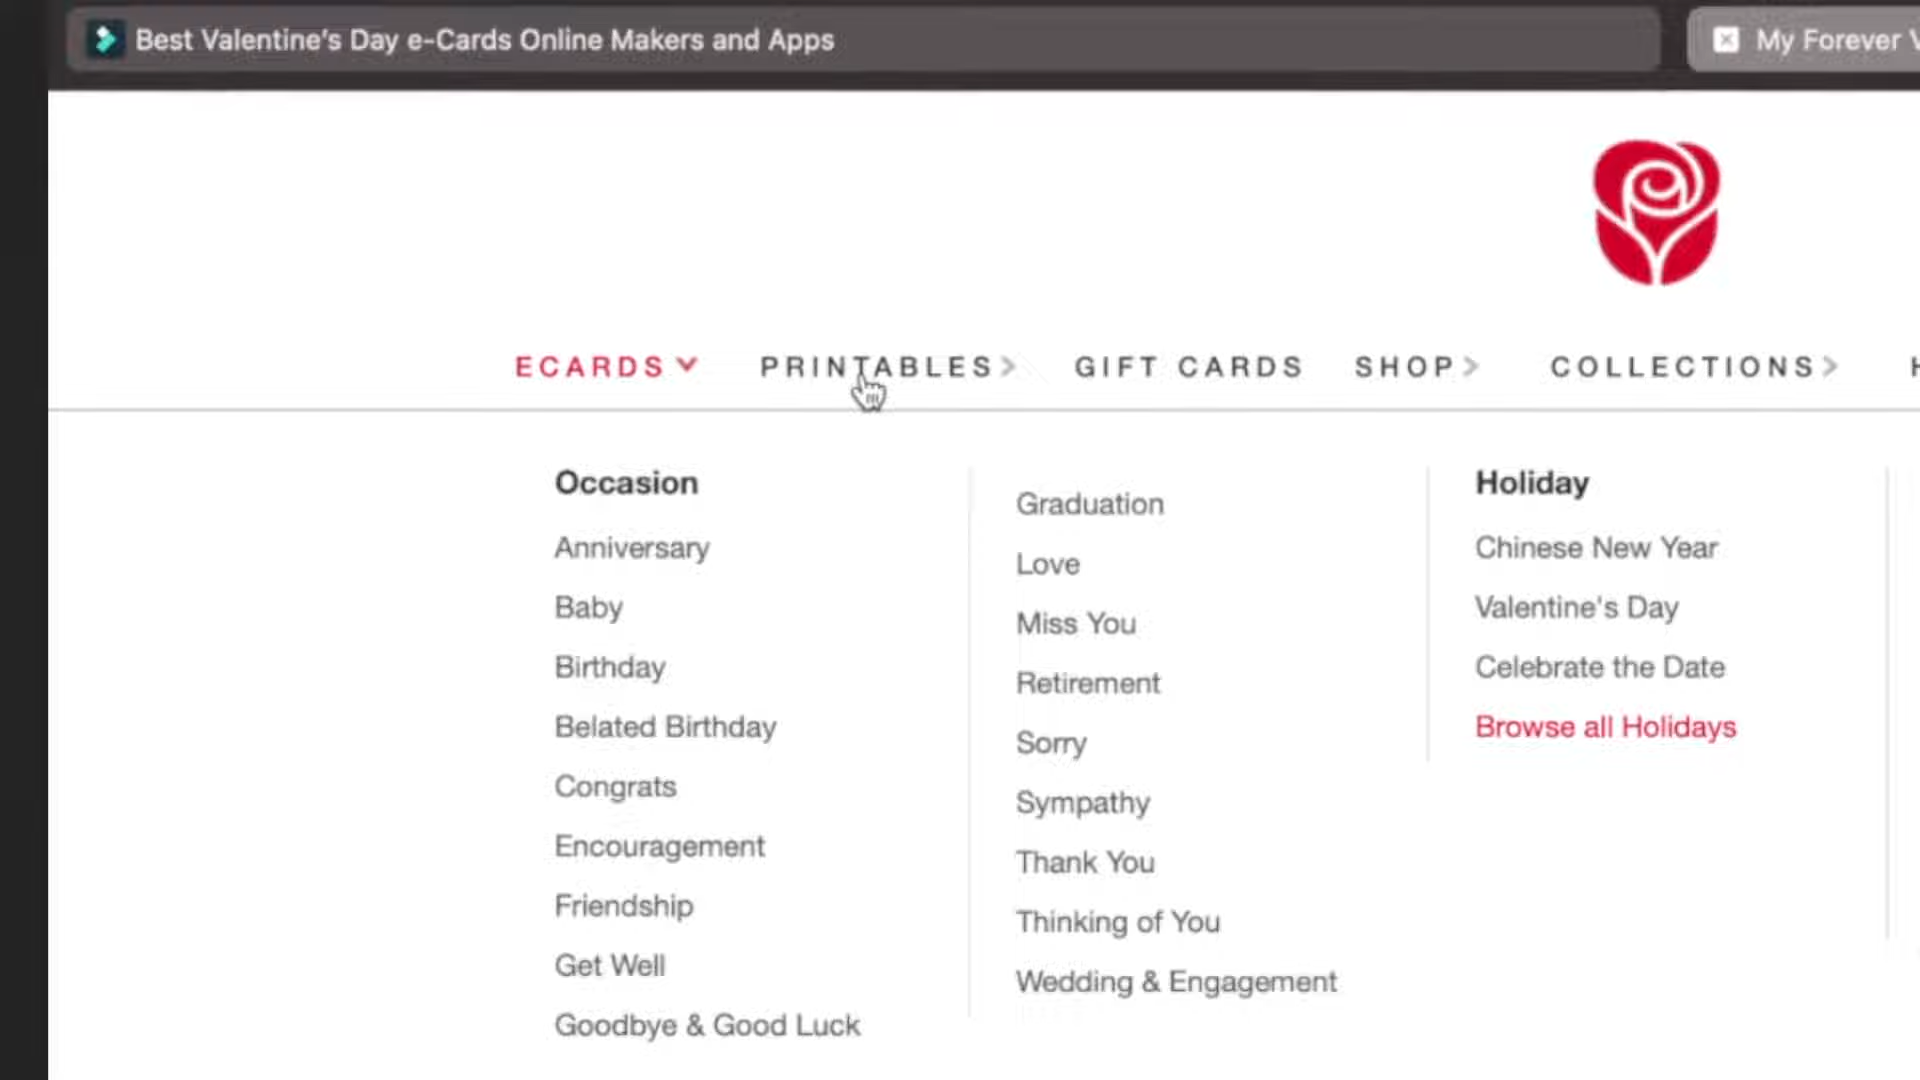 Best Valentine's Day e-Cards Online Makers and Apps
My Forever
ECARDS
PRINTABLES
GIFT CARDS
SHOP
COLLECTIONS
Occasion
Anniversary
Baby
Birthday
Belated Birthday
Congrats
Encouragement
Friendship
Get Well
Goodbye & Good Luck
Graduation
Love
Miss You
Retirement
Sorry
Sympathy
Thank You
Thinking of You
Wedding & Engagement
Holiday
Chinese New Year
Valentine's Day
Celebrate the Date
Browse all Holidays